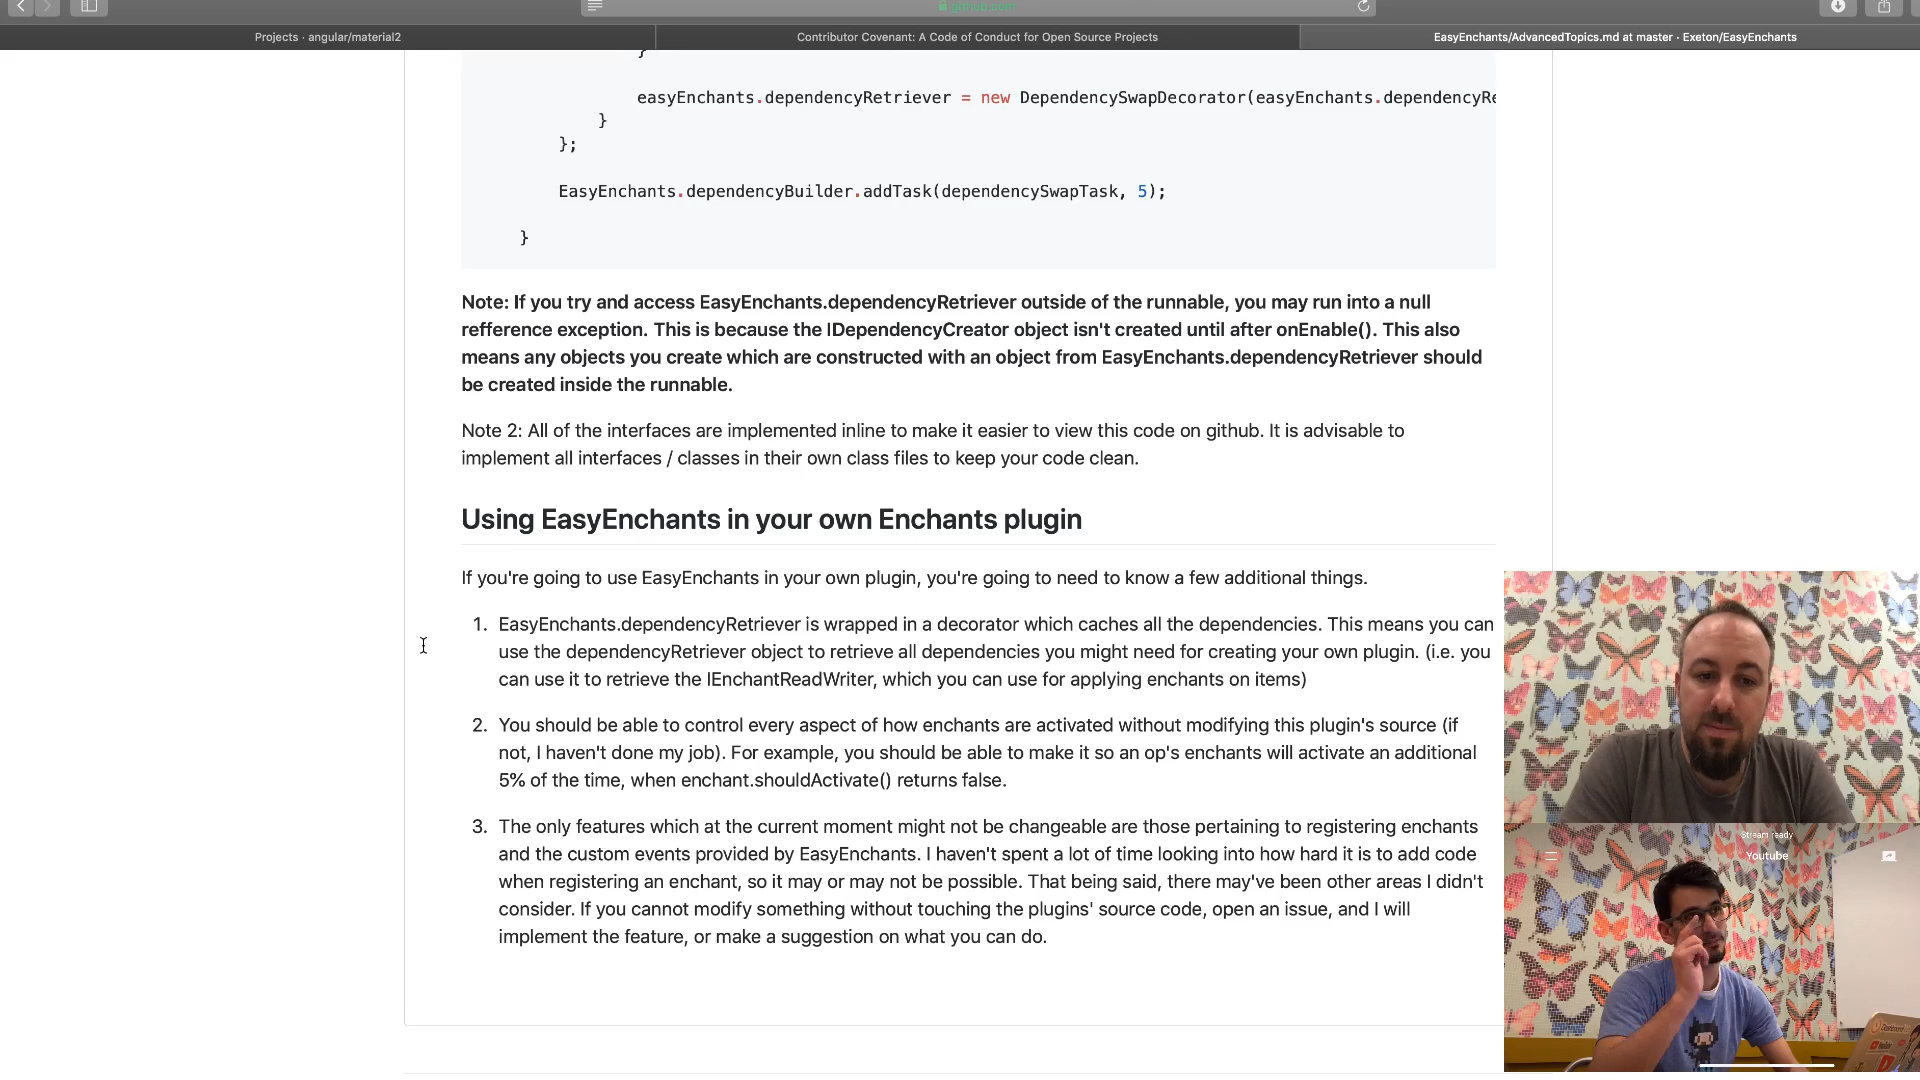 github.com
Projects · angular/material2
Contributor Covenant: A Code of Conduct for Open Source Projects
EasyEnchants/AdvancedTopics.md at master · Exeton/EasyEnchants
}
easyEnchants.dependencyRetriever = new DependencySwapDecorator(easyEnchants.dependencyRe
}
};
EasyEnchants.dependencyBuilder.addTask(dependencySwapTask, 5);
}
Note: If you try and access EasyEnchants.dependencyRetriever outside of the runnable, you may run into a null
refference exception. This is because the IDependencyCreator object isn't created until after onEnable(). This also
means any objects you create which are constructed with an object from EasyEnchants.dependencyRetriever should
be created inside the runnable.
Note 2: All of the interfaces are implemented inline to make it easier to view this code on github. It is advisable to
implement all interfaces / classes in their own class files to keep your code clean.
Using EasyEnchants in your own Enchants plugin
If you're going to use EasyEnchants in your own plugin, you're going to need to know a few additional things.
1. EasyEnchants.dependencyRetriever is wrapped in a decorator which caches all the dependencies. This means you can
use the dependencyRetriever object to retrieve all dependencies you might need for creating your own plugin. (i.e. you
can use it to retrieve the IEnchantReadWriter, which you can use for applying enchants on items)
2. You should be able to control every aspect of how enchants are activated without modifying this plugin's source (if
not, I haven't done my job). For example, you should be able to make it so an op's enchants will activate an additional
5% of the time, when enchant.shouldActivate() returns false.
3. The only features which at the current moment might not be changeable are those pertaining to registering enchants
and the custom events provided by EasyEnchants. I haven't spent a lot of time looking into how hard it is to add code
when registering an enchant, so it may or may not be possible. That being said, there may've been other areas I didn't
consider. If you cannot modify something without touching the plugins' source code, open an issue, and I will
implement the feature, or make a suggestion on what you can do.
Stream ready
Youtube